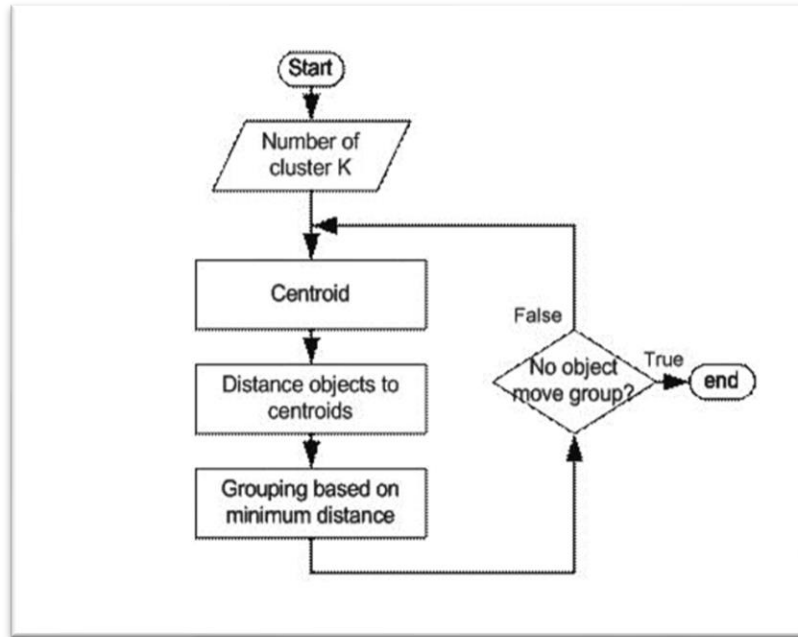 Start
Number of
cluster K
Centroid
Distance objects to
centroids
Grouping based on
minimum distance
False
No object
move group?
True
end